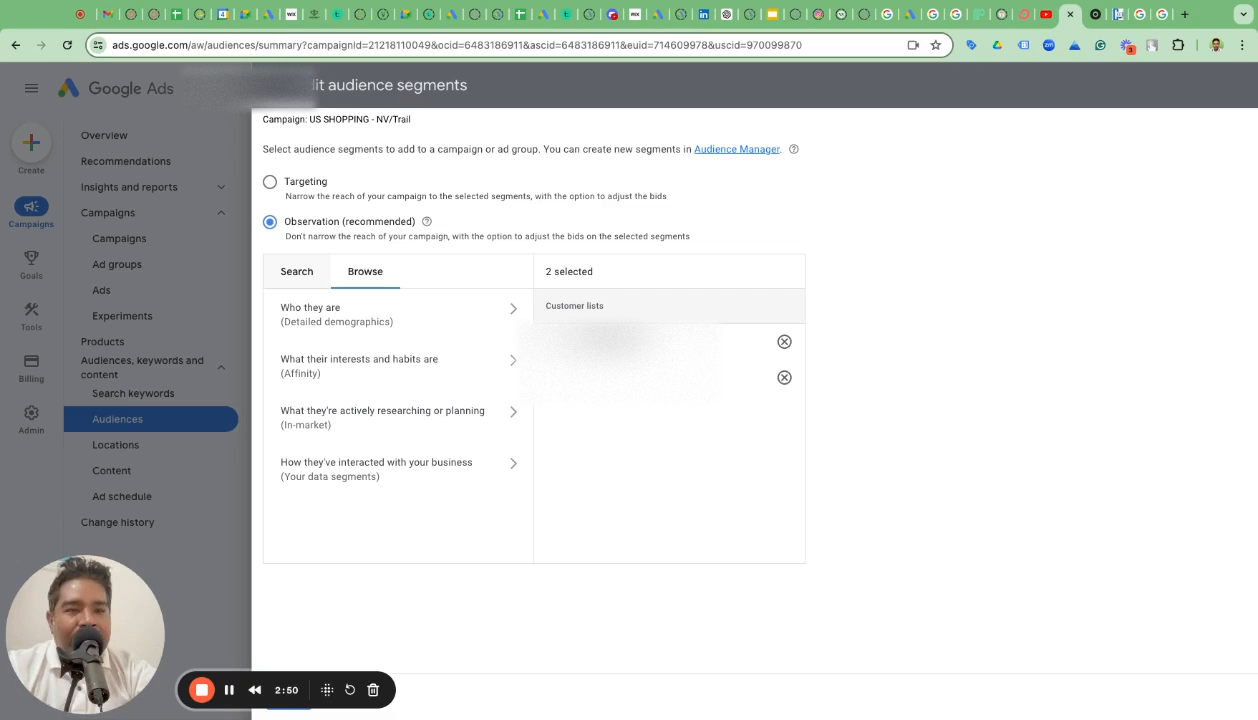 ads.google.com/aw/audiences/summary?campaignId=21218110049&ocid=6483186911&ascid=6483186911&euid=714609978&uscid=970099870
Google Ads
it audience segments
Create
Campaigns
Goals
Tools
Billing
Admin
Overview
Recommendations
Insights and reports
Campaigns
Campaigns
Ad groups
Ads
Experiments
Products
Audiences, keywords and
content
Search keywords
Audiences
Locations
Content
Ad schedule
Change history
Campaign: US SHOPPING - NV/Trail
Select audience segments to add to a campaign or ad group. You can create new segments in Audience Manager.
Targeting
Narrow the reach of your campaign to the selected segments, with the option to adjust the bids
Observation (recommended)
Don't narrow the reach of your campaign, with the option to adjust the bids on the selected segments
Search
Browse
2 selected
Who they are
(Detailed demographics)
What their interests and habits are
(Affinity)
What they're actively researching or planning
(In-market)
How they've interacted with your business
(Your data segments)
Customer lists
2:50